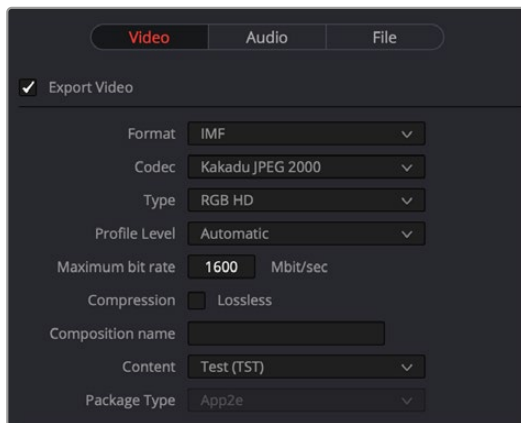 Video Audio File
Export Video
Format IMF
Codec Kakadu JPEG 2000
Type RGB HD
Profile Level Automatic
Maximum bit rate 1600 Mbit/sec
Compression Lossless
Composition name
Content Test (TST)
Package Type App2e